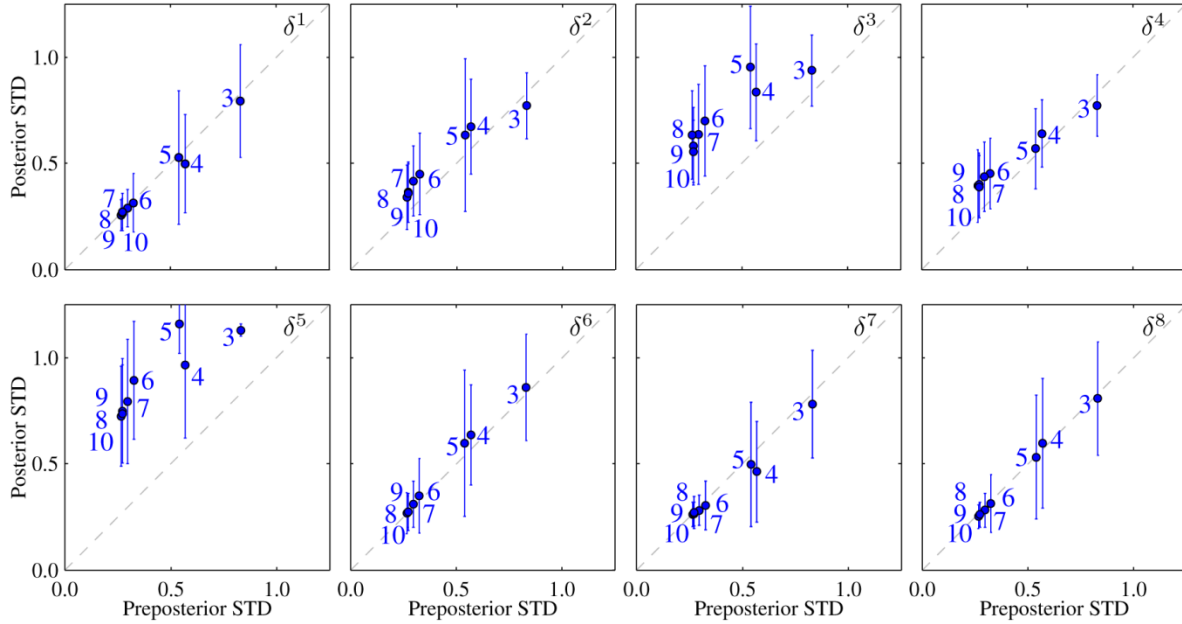 δ¹ δ² δ³ δ⁴
1.0
0.5
0.0
Posterior STD
3 5 4 7 6 8 9 10
5 4 3 7 6 8 9 10
5 4 3 8 6 7 9 10
3 4 5 9 6 8 7 10
δ⁵ δ⁶ δ⁷ δ⁸
1.0
0.5
0.0
Posterior STD
5 3 4 6 9 7 8 10
3 4 5 9 6 8 7 10
3 5 4 8 6 9 7 10
3 4 5 8 6 9 7 10
0.0 0.5 1.0 0.0 0.5 1.0 0.0 0.5 1.0 0.0 0.5 1.0
Preposterior STD Preposterior STD Preposterior STD Preposterior STD